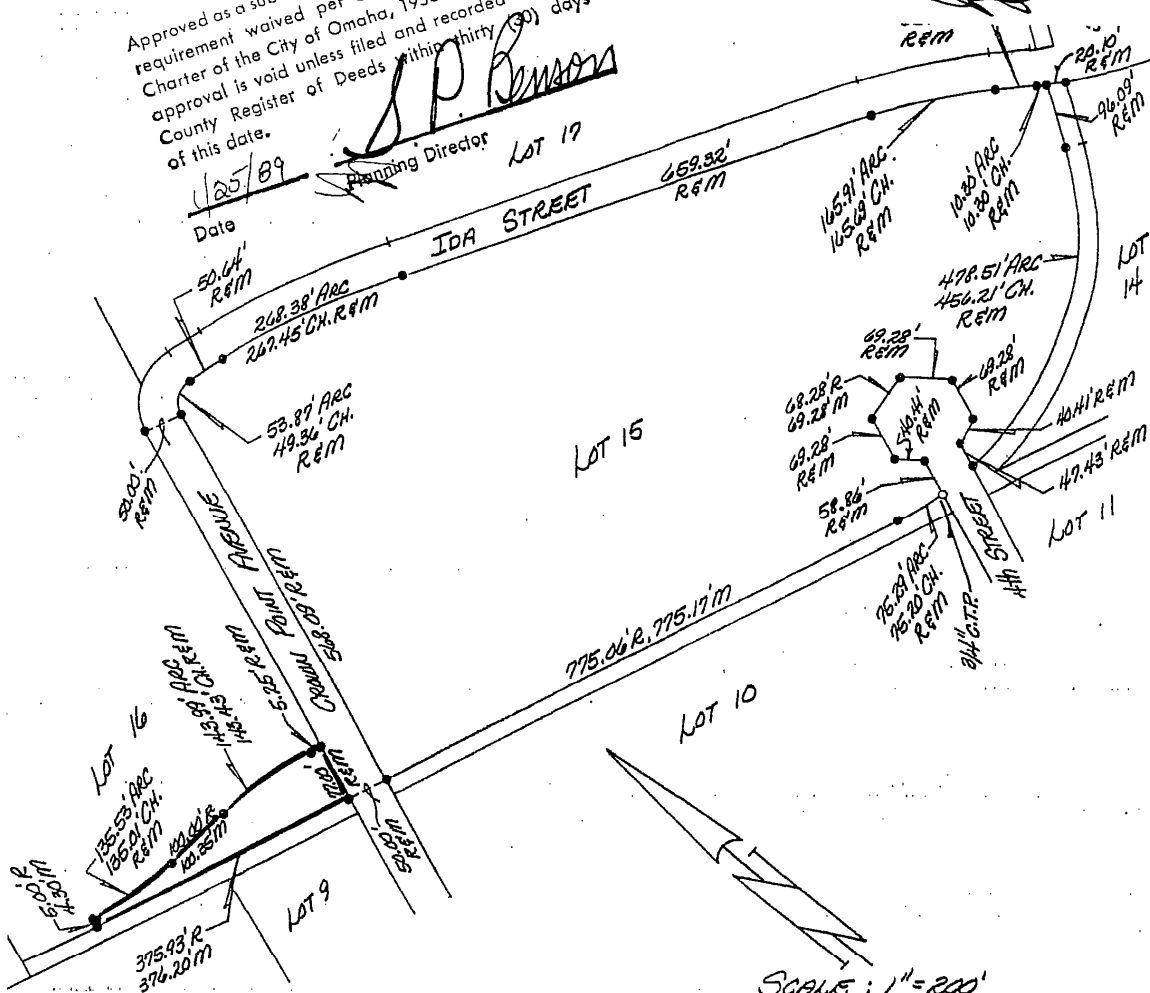 Approved as a sub
requirement waived per
Charter of the City of Omaha, 195
approval is void unless filed and recorded
County Register of Deeds within thirty (30) days
of this date.
S P. Benson
Planning Director
1/25/89
Date
LOT 17
IDA STREET
659.32'
R&M
R&M
20.10'
R&M
96.09'
R&M
165.91' ARC
165.69' CH.
R&M
10.30' ARC
10.30' CH.
R&M
50.64'
R&M
268.38' ARC
267.45' CH. R&M
53.87' ARC
49.36' CH.
R&M
50.00'
R&M
478.51' ARC
456.21' CH.
R&M
LOT
14
69.28'
R&M
69.28'
R&M
68.28' R
69.28' M
69.28'
R&M
40.41'
R&M
40.41' R&M
47.43' R&M
58.86'
R&M
LOT 15
LOT 11
4TH STREET
75.29' ARC
75.20' CH.
R&M
3/4" C.T.P.
CROWN POINT AVENUE
568.09' R&M
775.06' R, 775.17' M
LOT 10
LOT 16
143.99' ARC
143.43' CH. R&M
5.25' R&M
R&M
50.00'
R&M
135.53' ARC
135.01' CH.
R&M
100.00' R
100.35' M
R
4.30' M
375.93' R
376.20' M
LOT 9
SCALE : 1" = 200'